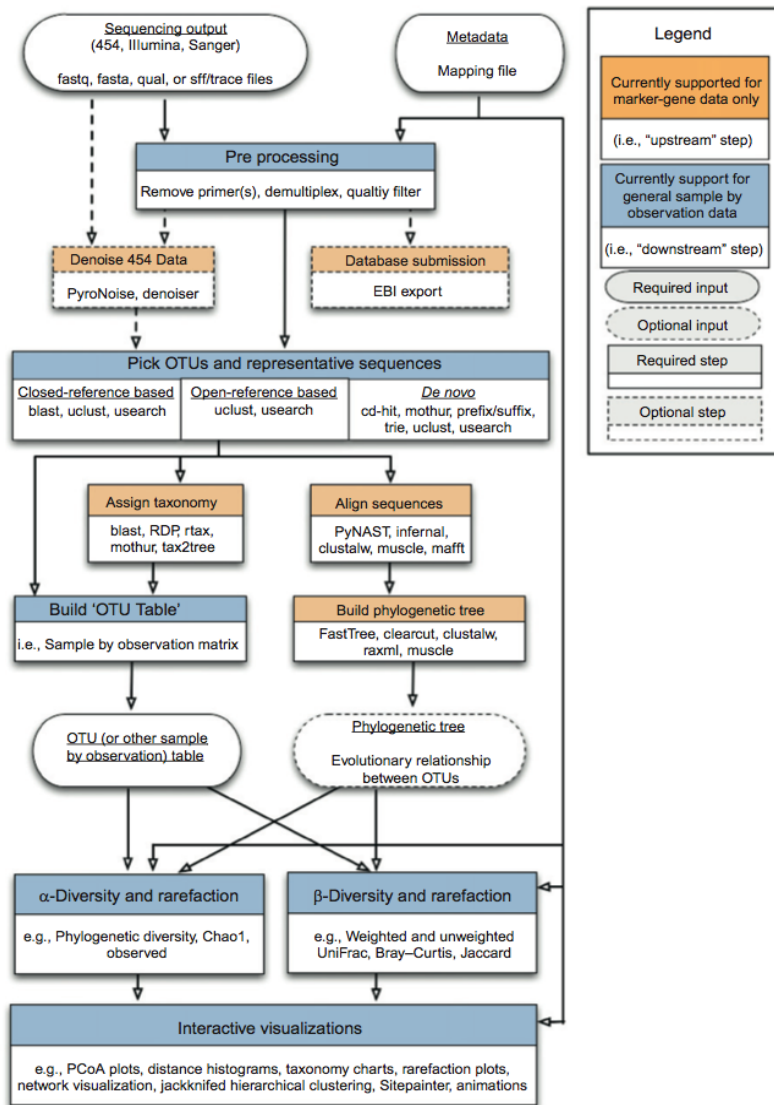 Sequencing output
(454, Illumina, Sanger)
fastq, fasta, qual, or sff/trace files
Metadata
Mapping file
Pre processing
Remove primer(s), demultiplex, qualtiy filter
Denoise 454 Data
PyroNoise, denoiser
Database submission
EBI export
Pick OTUs and representative sequences
Closed-reference based
blast, uclust, usearch
Open-reference based
uclust, usearch
De novo
cd-hit, mothur, prefix/suffix,
trie, uclust, usearch
Assign taxonomy
blast, RDP, rtax,
mothur, tax2tree
Align sequences
PyNAST, infernal,
clustalw, muscle, mafft
Build 'OTU Table'
i.e., Sample by observation matrix
Build phylogenetic tree
FastTree, clearcut, clustalw,
raxml, muscle
OTU (or other sample
by observation) table
Phylogenetic tree
Evolutionary relationship
between OTUs
α-Diversity and rarefaction
e.g., Phylogenetic diversity, Chao1,
observed
β-Diversity and rarefaction
e.g., Weighted and unweighted
UniFrac, Bray–Curtis, Jaccard
Interactive visualizations
e.g., PCoA plots, distance histograms, taxonomy charts, rarefaction plots,
network visualization, jackknifed hierarchical clustering, Sitepainter, animations
Legend
Currently supported for
marker-gene data only
(i.e., "upstream" step)
Currently support for
general sample by
observation data
(i.e., "downstream" step)
Required input
Optional input
Required step
Optional step